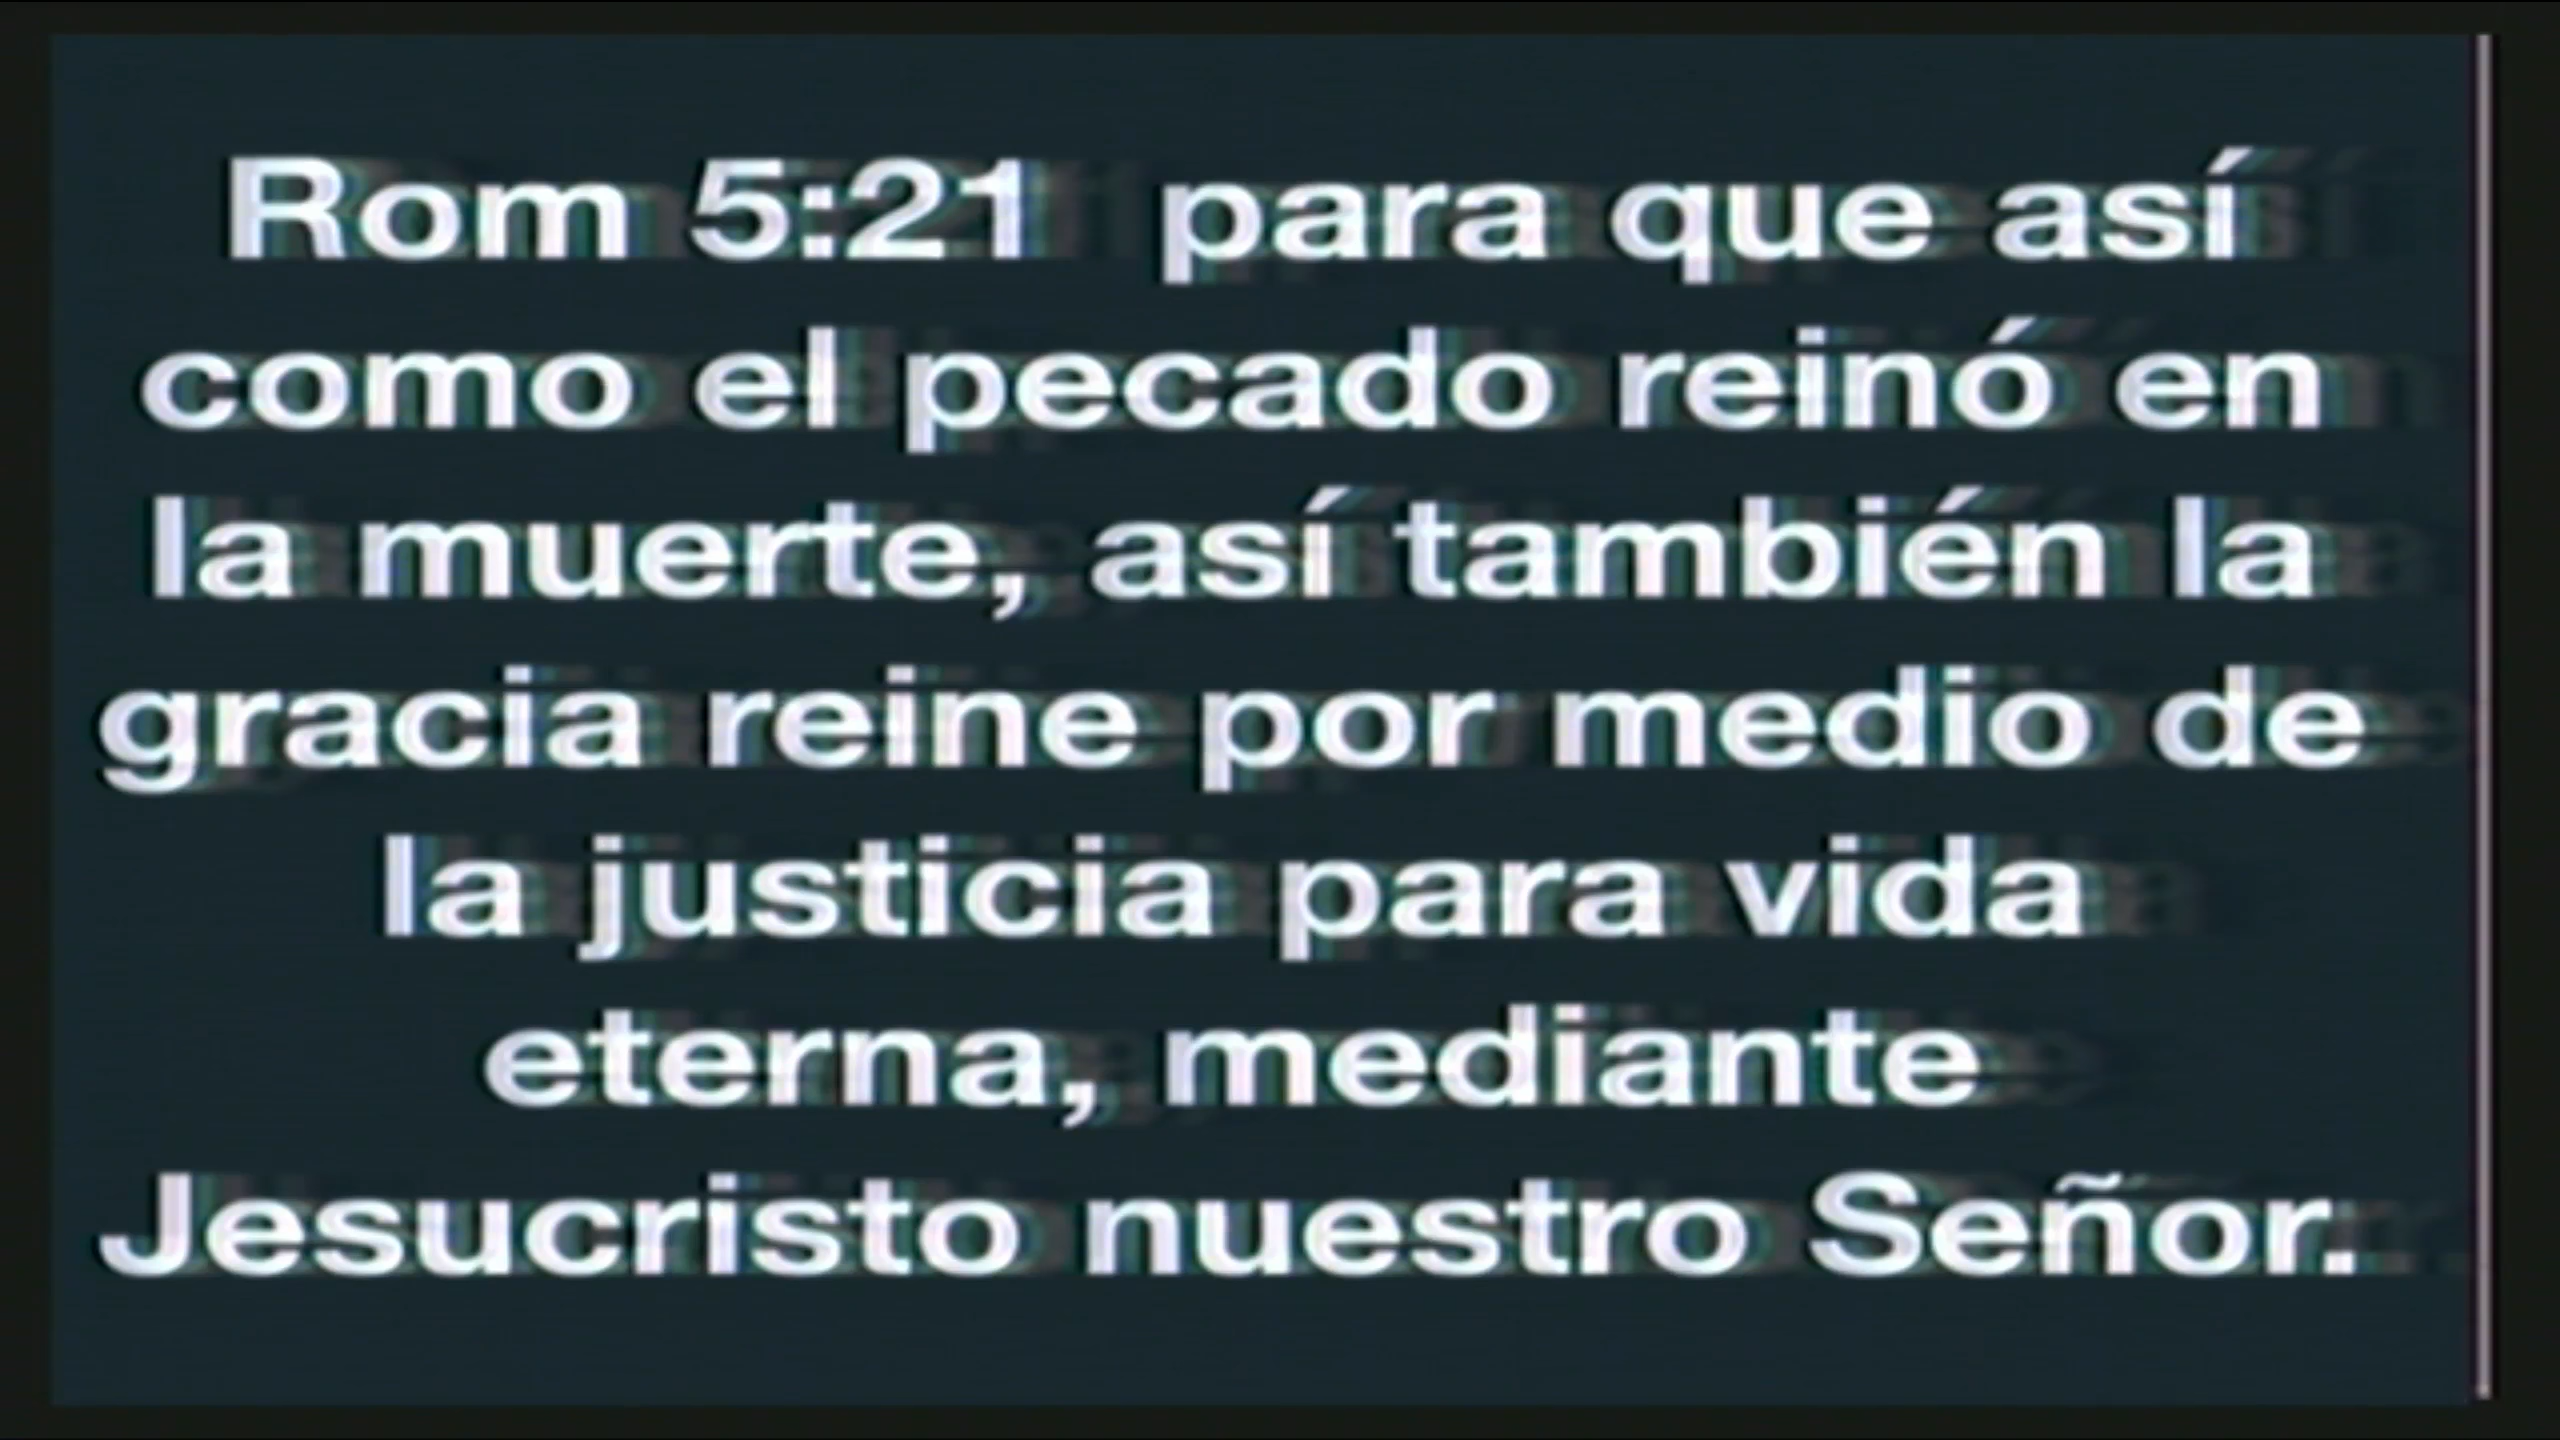 Rom 5:21  para que así
como el pecado reinó en
la muerte, así también la
gracia reine por medio de
la justicia para vida
eterna, mediante
Jesucristo nuestro Señor.